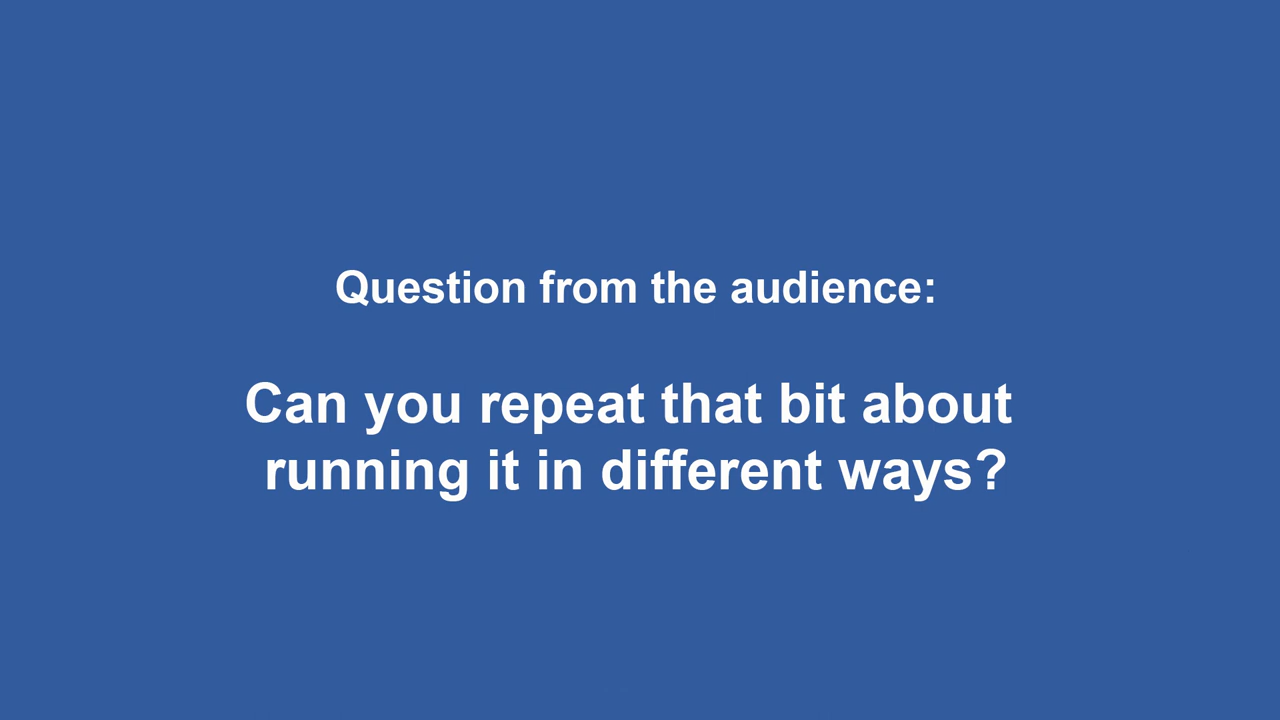 Question from the audience:
Can you repeat that bit about
running it in different ways?